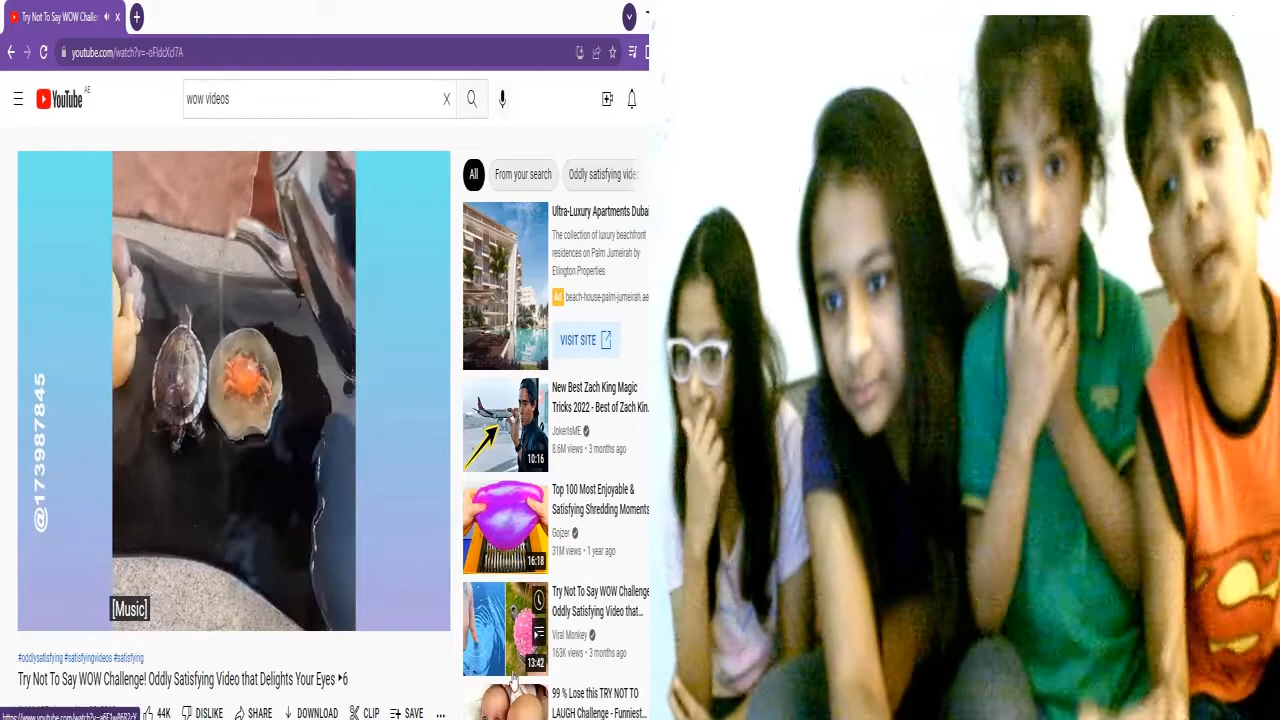 Try Not To Say WOW Challe
youtube.com/watch?v=-oFldcXcl7A
YouTube
AE
wow videos
@173987845
[Music]
#oddlysatisfying #satisfyingvideos #satisfying
Try Not To Say WOW Challenge! Oddly Satisfying Video that Delights Your Eyes ▶6
44K
DISLIKE
SHARE
DOWNLOAD
CLIP
SAVE
All
From your search
Oddly satisfying vide
Ultra-Luxury Apartments Dubai
The collection of luxury beachfront
residences on Palm Jumeirah by
Ellington Properties
Ad beach-house-palm-jumeirah.ae
VISIT SITE
New Best Zach King Magic
Tricks 2022 - Best of Zach Kin.
JokerIsME
8.6M views • 3 months ago
10:16
Top 100 Most Enjoyable &
Satisfying Shredding Moments
Gojzer
31M views • 1 year ago
16:18
Try Not To Say WOW Challenge
Oddly Satisfying Video that...
Viral Monkey
163K views • 3 months ago
13:42
99 % Lose this TRY NOT TO
LAUGH Challenge - Funniest...